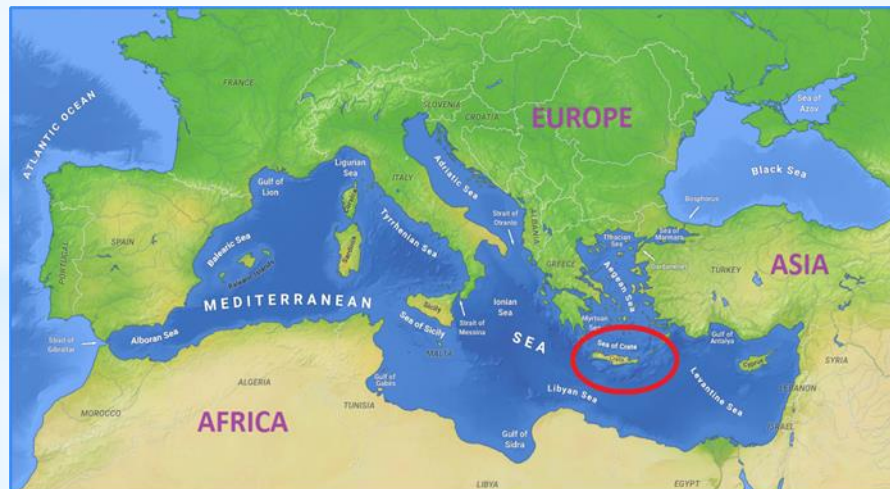 FRANCE
ATLANTIC OCEAN
SLOVENIA
CROATIA
EUROPE
Sea of
Azov
Ligurian
Sea
Gulf of
Lion
ITALY
Adriatic Sea
Black Sea
Bosphorus
Strait of
Otranto
ALBANIA
PORTUGAL
SPAIN
Balearic Sea
Balearic Islands
Corsica
Sardinia
Tyrrhenian Sea
Thracian
Sea
Sea of
Marmara
Dardanelles
GREECE
Aegean Sea
TURKEY
ASIA
MEDITERRANEAN
SEA
Sicily
Ionian
Sea
Myrtoan
Sea
Strait of
Gibraltar
Alboran Sea
Sea of Sicily
Strait of
Messina
MALTA
Sea of Crete
Crete
Gulf of
Antalya
Cyprus
SYRIA
LEBANON
Levantine Sea
ISRAEL
Gulf of
Gabes
Libyan Sea
MOROCCO
ALGERIA
TUNISIA
AFRICA
Gulf of
Sidra
LIBYA
EGYPT